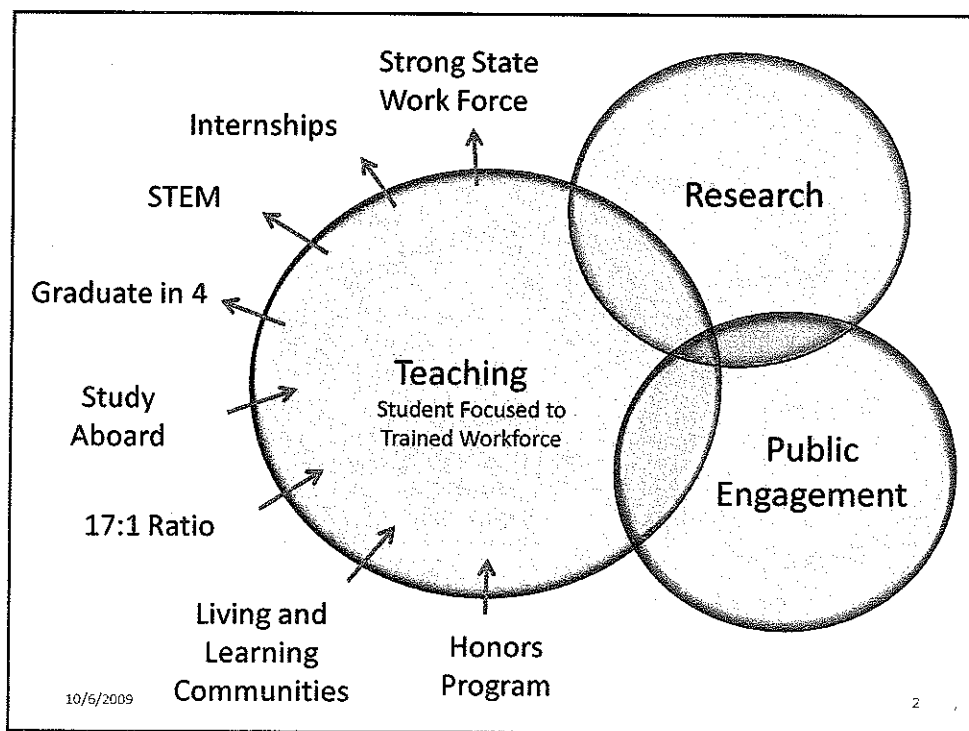 Strong State
Work Force
Internships
STEM
Graduate in 4
Study
Aboard
17:1 Ratio
Living and
Learning
Communities
Honors
Program
Teaching
Student Focused to
Trained Workforce
Research
Public
Engagement
10/6/2009
2